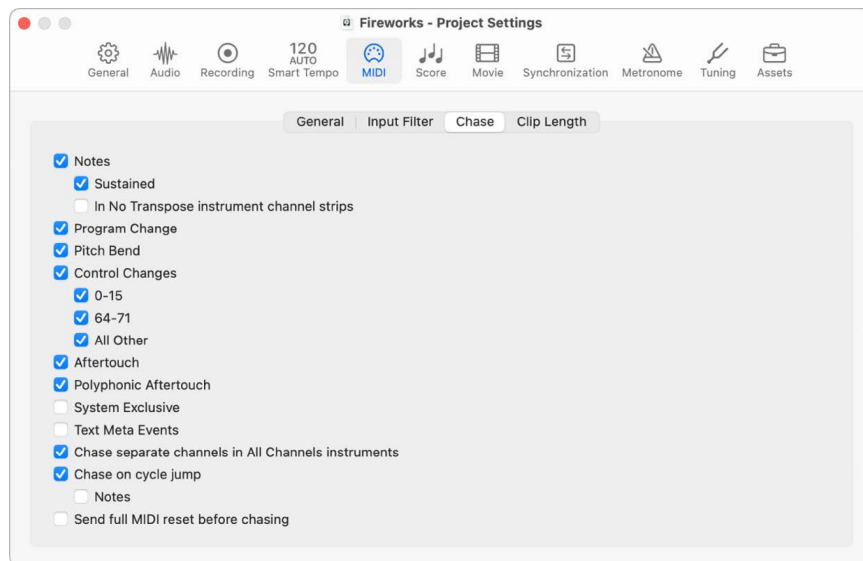 Fireworks - Project Settings
General
Audio
Recording
120
AUTO
Smart Tempo
MIDI
Score
Movie
Synchronization
Metronome
Tuning
Assets
General Input Filter Chase Clip Length
Notes
Sustained
In No Transpose instrument channel strips
Program Change
Pitch Bend
Control Changes
0-15
64-71
All Other
Aftertouch
Polyphonic Aftertouch
System Exclusive
Text Meta Events
Chase separate channels in All Channels instruments
Chase on cycle jump
Notes
Send full MIDI reset before chasing